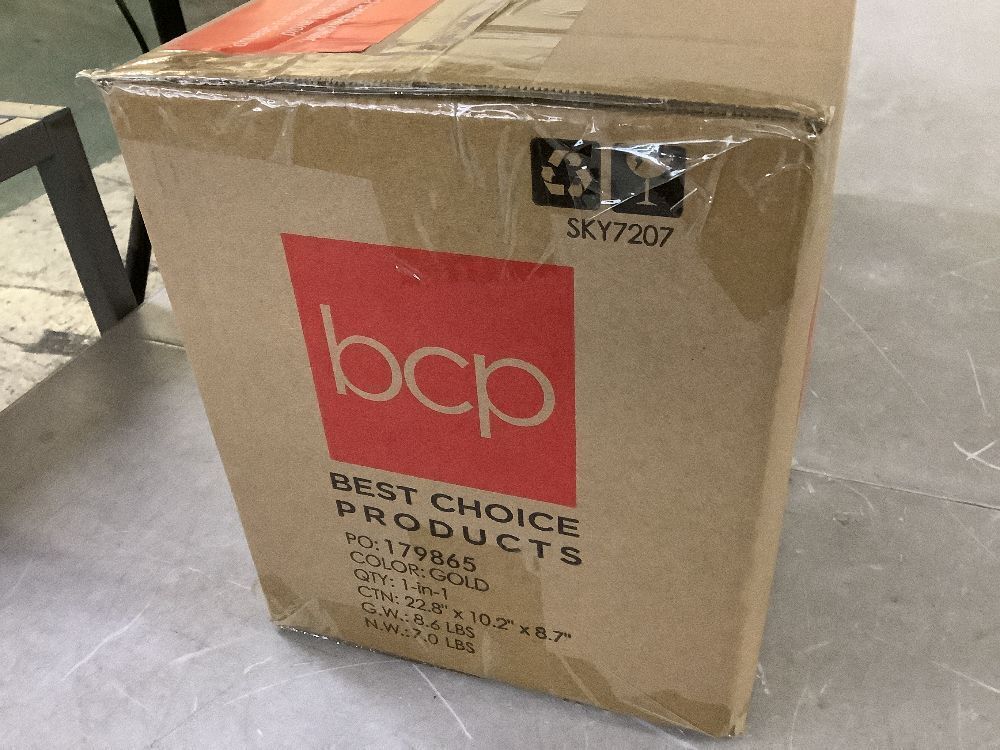 SKY7207
bcp
BEST CHOICE
PRODUCTS
PO: 179865
COLOR: GOLD
QTY: 1-in-1
CTN: 22.8" x 10.2" x 8.7"
G.W.: 8.6 LBS
N.W.: 7.0 LBS